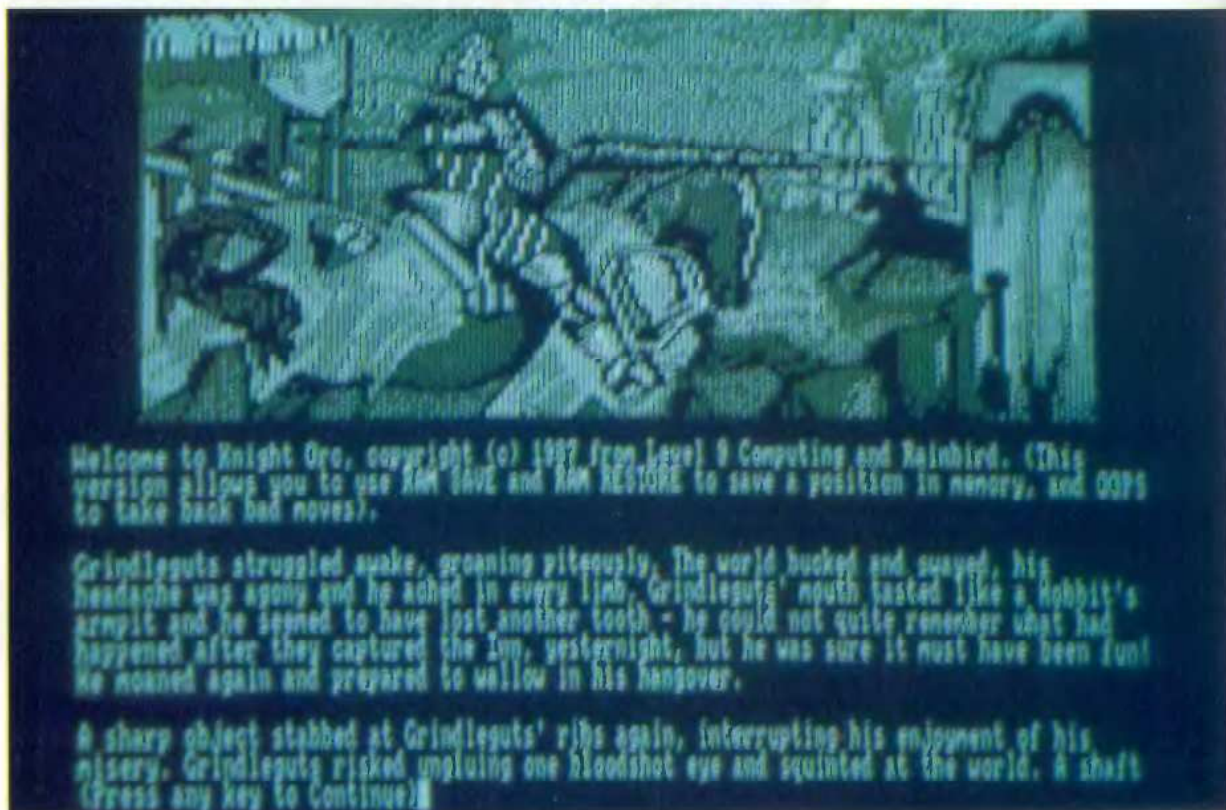 Welcome to Knight Orc, copyright (c) 1987 from Level 9 Computing and Rainbird. (This
version allows you to use RAM SAVE and RAM RESTORE to save a position in memory, and OOPS
to take back bad moves).
Grindleguts struggled awake, groaning piteously. The world bucked and swayed, his
headache was agony and he ached in every limb. Grindleguts' mouth tasted like a Hobbit's
armpit and he seemed to have lost another tooth - he could not quite remember what had
happened after they captured the Inn, yesternight, but he was sure it must have been fun!
He moaned again and prepared to wallow in his hangover.
A sharp object stabbed at Grindleguts' ribs again, interrupting his enjoyment of his
misery. Grindleguts risked ungluing one bloodshot eye and squinted at the world. A shaft
(Press any key to Continue)